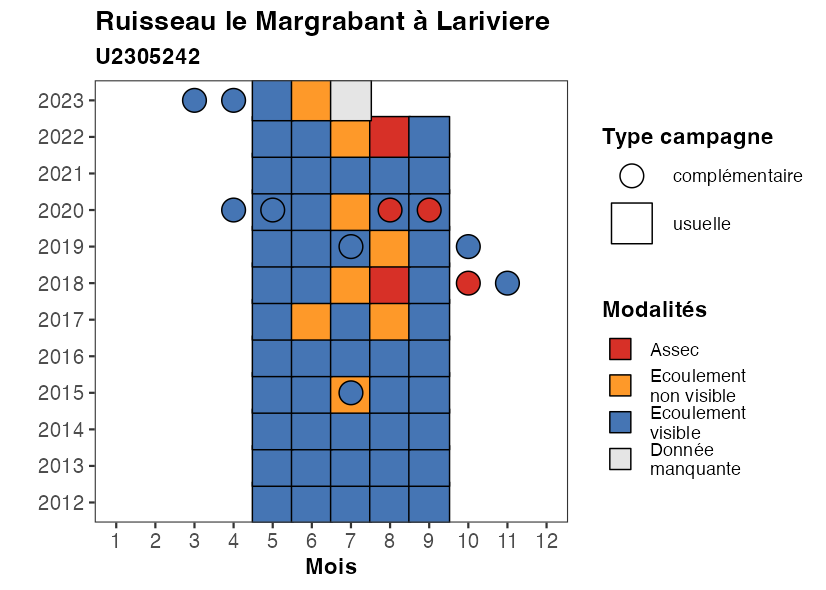 Ruisseau le Margrabant à Lariviere
U2305242
2023
2022
2021
2020
2019
2018
2017
2016
2015
2014
2013
2012
1 2 3 4 5 6 7 8 9 10 11 12
Mois
Type campagne
complémentaire
usuelle
Modalités
Assec
Ecoulement
non visible
Ecoulement
visible
Donnée
manquante